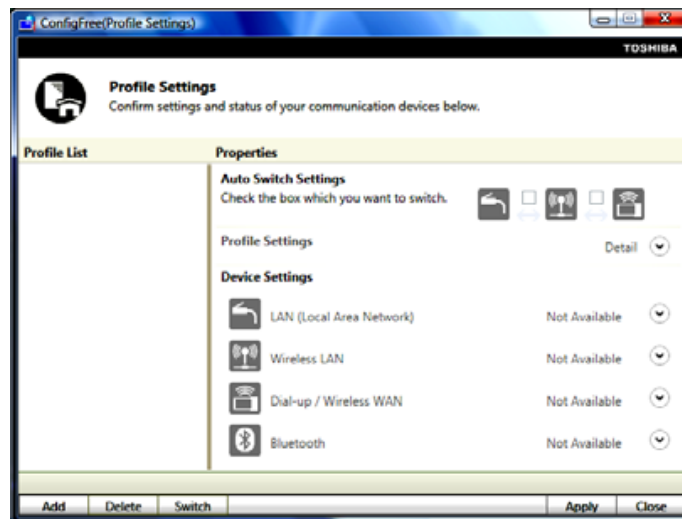 ConfigFree(Profile Settings)
TOSHIBA
Profile Settings
Confirm settings and status of your communication devices below.
Profile List
Properties
Auto Switch Settings
Check the box which you want to switch.
Profile Settings
Detail
Device Settings
LAN (Local Area Network)
Not Available
Wireless LAN
Not Available
Dial-up / Wireless WAN
Not Available
Bluetooth
Not Available
Add
Delete
Switch
Apply
Close